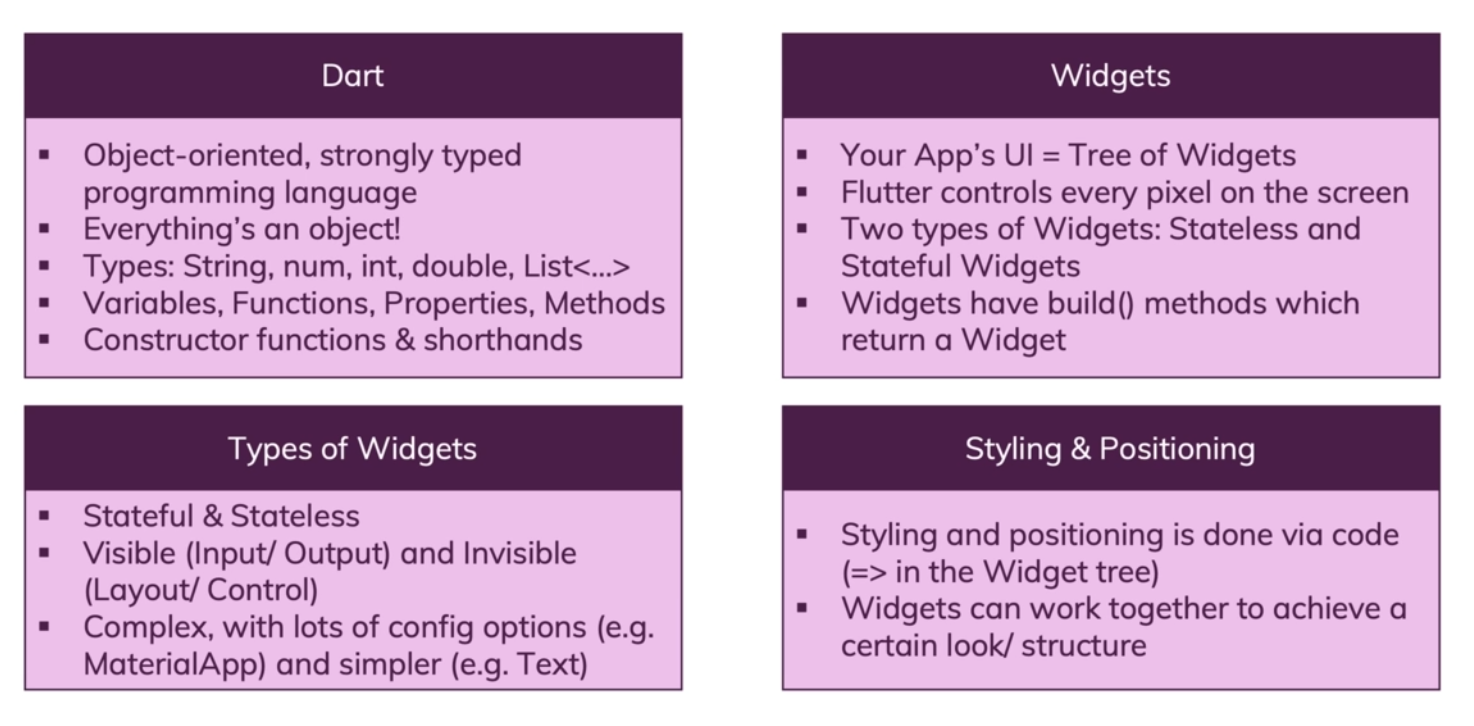 Dart
▪ Object-oriented, strongly typed
programming language
▪ Everything's an object!
▪ Types: String, num, int, double, List<...>
▪ Variables, Functions, Properties, Methods
▪ Constructor functions & shorthands
Widgets
▪ Your App's UI = Tree of Widgets
▪ Flutter controls every pixel on the screen
▪ Two types of Widgets: Stateless and
Stateful Widgets
▪ Widgets have build() methods which
return a Widget
Types of Widgets
▪ Stateful & Stateless
▪ Visible (Input/ Output) and Invisible
(Layout/ Control)
▪ Complex, with lots of config options (e.g.
MaterialApp) and simpler (e.g. Text)
Styling & Positioning
▪ Styling and positioning is done via code
(=> in the Widget tree)
▪ Widgets can work together to achieve a
certain look/ structure